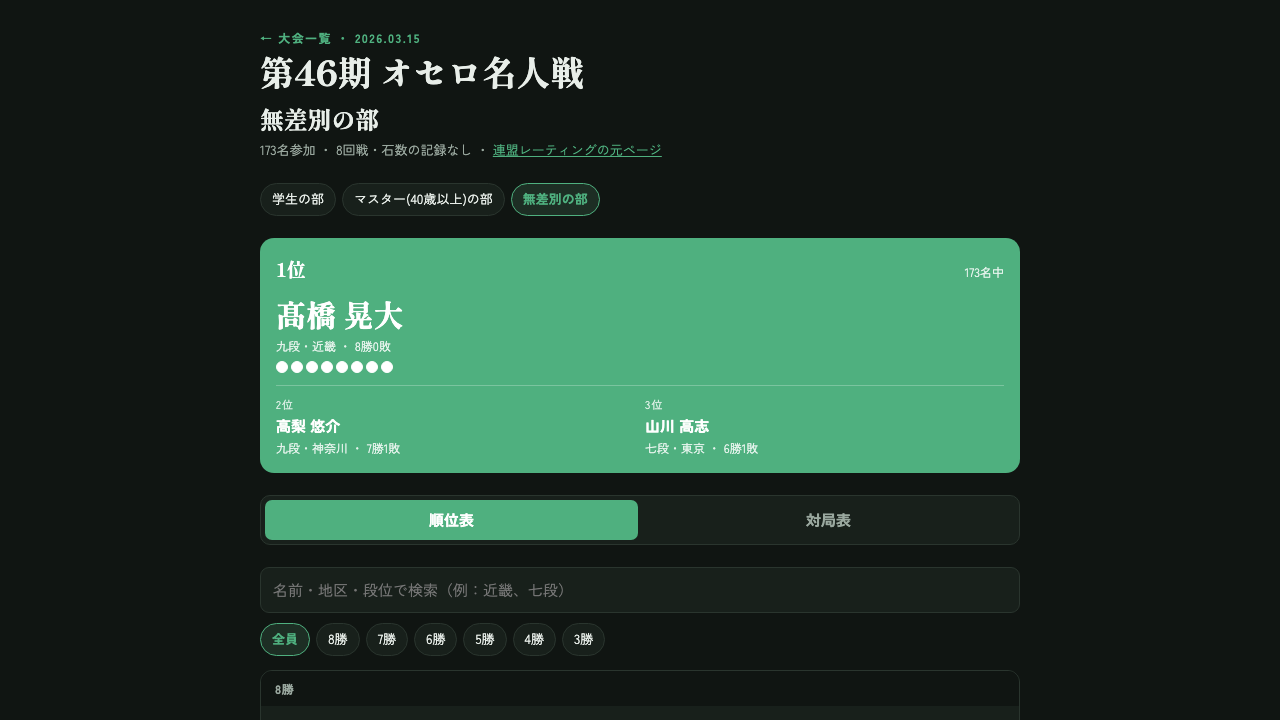 ← 大会一覧 ・ 2026.03.15
第46期 オセロ名人戦
無差別の部
173名参加 ・ 8回戦・石数の記録なし ・ 連盟レーティングの元ページ
学生の部 マスター(40歳以上)の部 無差別の部
1位 173名中
髙橋 晃大
九段・近畿 ・ 8勝0敗
2位 3位
高梨 悠介 山川 高志
九段・神奈川 ・ 7勝1敗 七段・東京 ・ 6勝1敗
順位表 対局表
名前・地区・段位で検索（例：近畿、七段）
全員 8勝 7勝 6勝 5勝 4勝 3勝
8勝